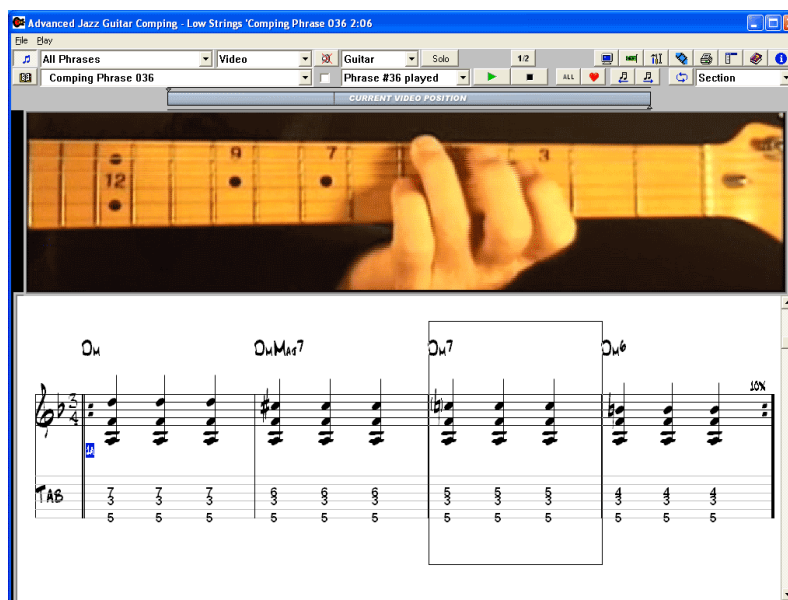 Advanced Jazz Guitar Comping - Low Strings 'Comping Phrase 036 2:06
File Play
All Phrases Video Guitar Solo 1/2
Comping Phrase 036 Phrase #36 played ALL Section
CURRENT VIDEO POSITION
12 9 7 3
Dm DmMaj7 Dm7 Dm6
10%
3
4
TAB
7 7 7 6 6 6 5 5 5 4 4 4
3 3 3 3 3 3 3 3 3 3 3 3
5 5 5 5 5 5 5 5 5 5 5 5